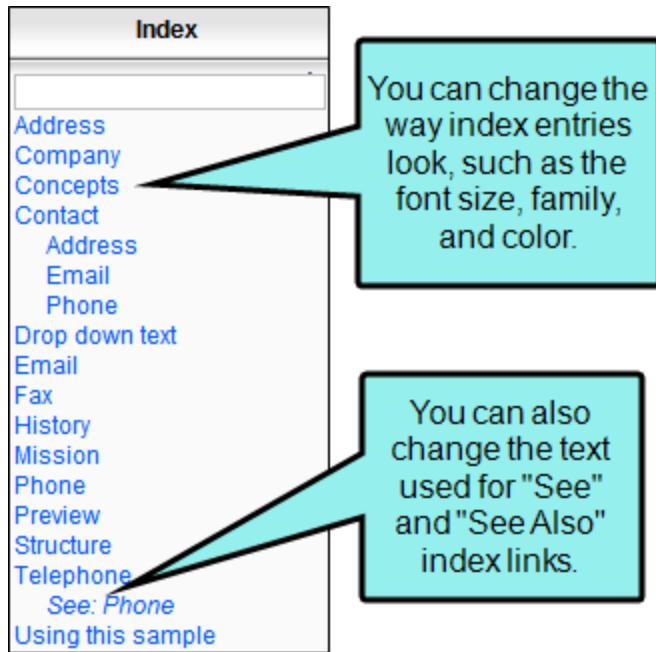 Index
Address
Company
Concepts
Contact
Address
Email
Phone
Drop down text
Email
Fax
History
Mission
Phone
Preview
Structure
Telephone
See: Phone
Using this sample
You can change the
way index entries
look, such as the
font size, family,
and color.
You can also
change the text
used for "See"
and "See Also"
index links.